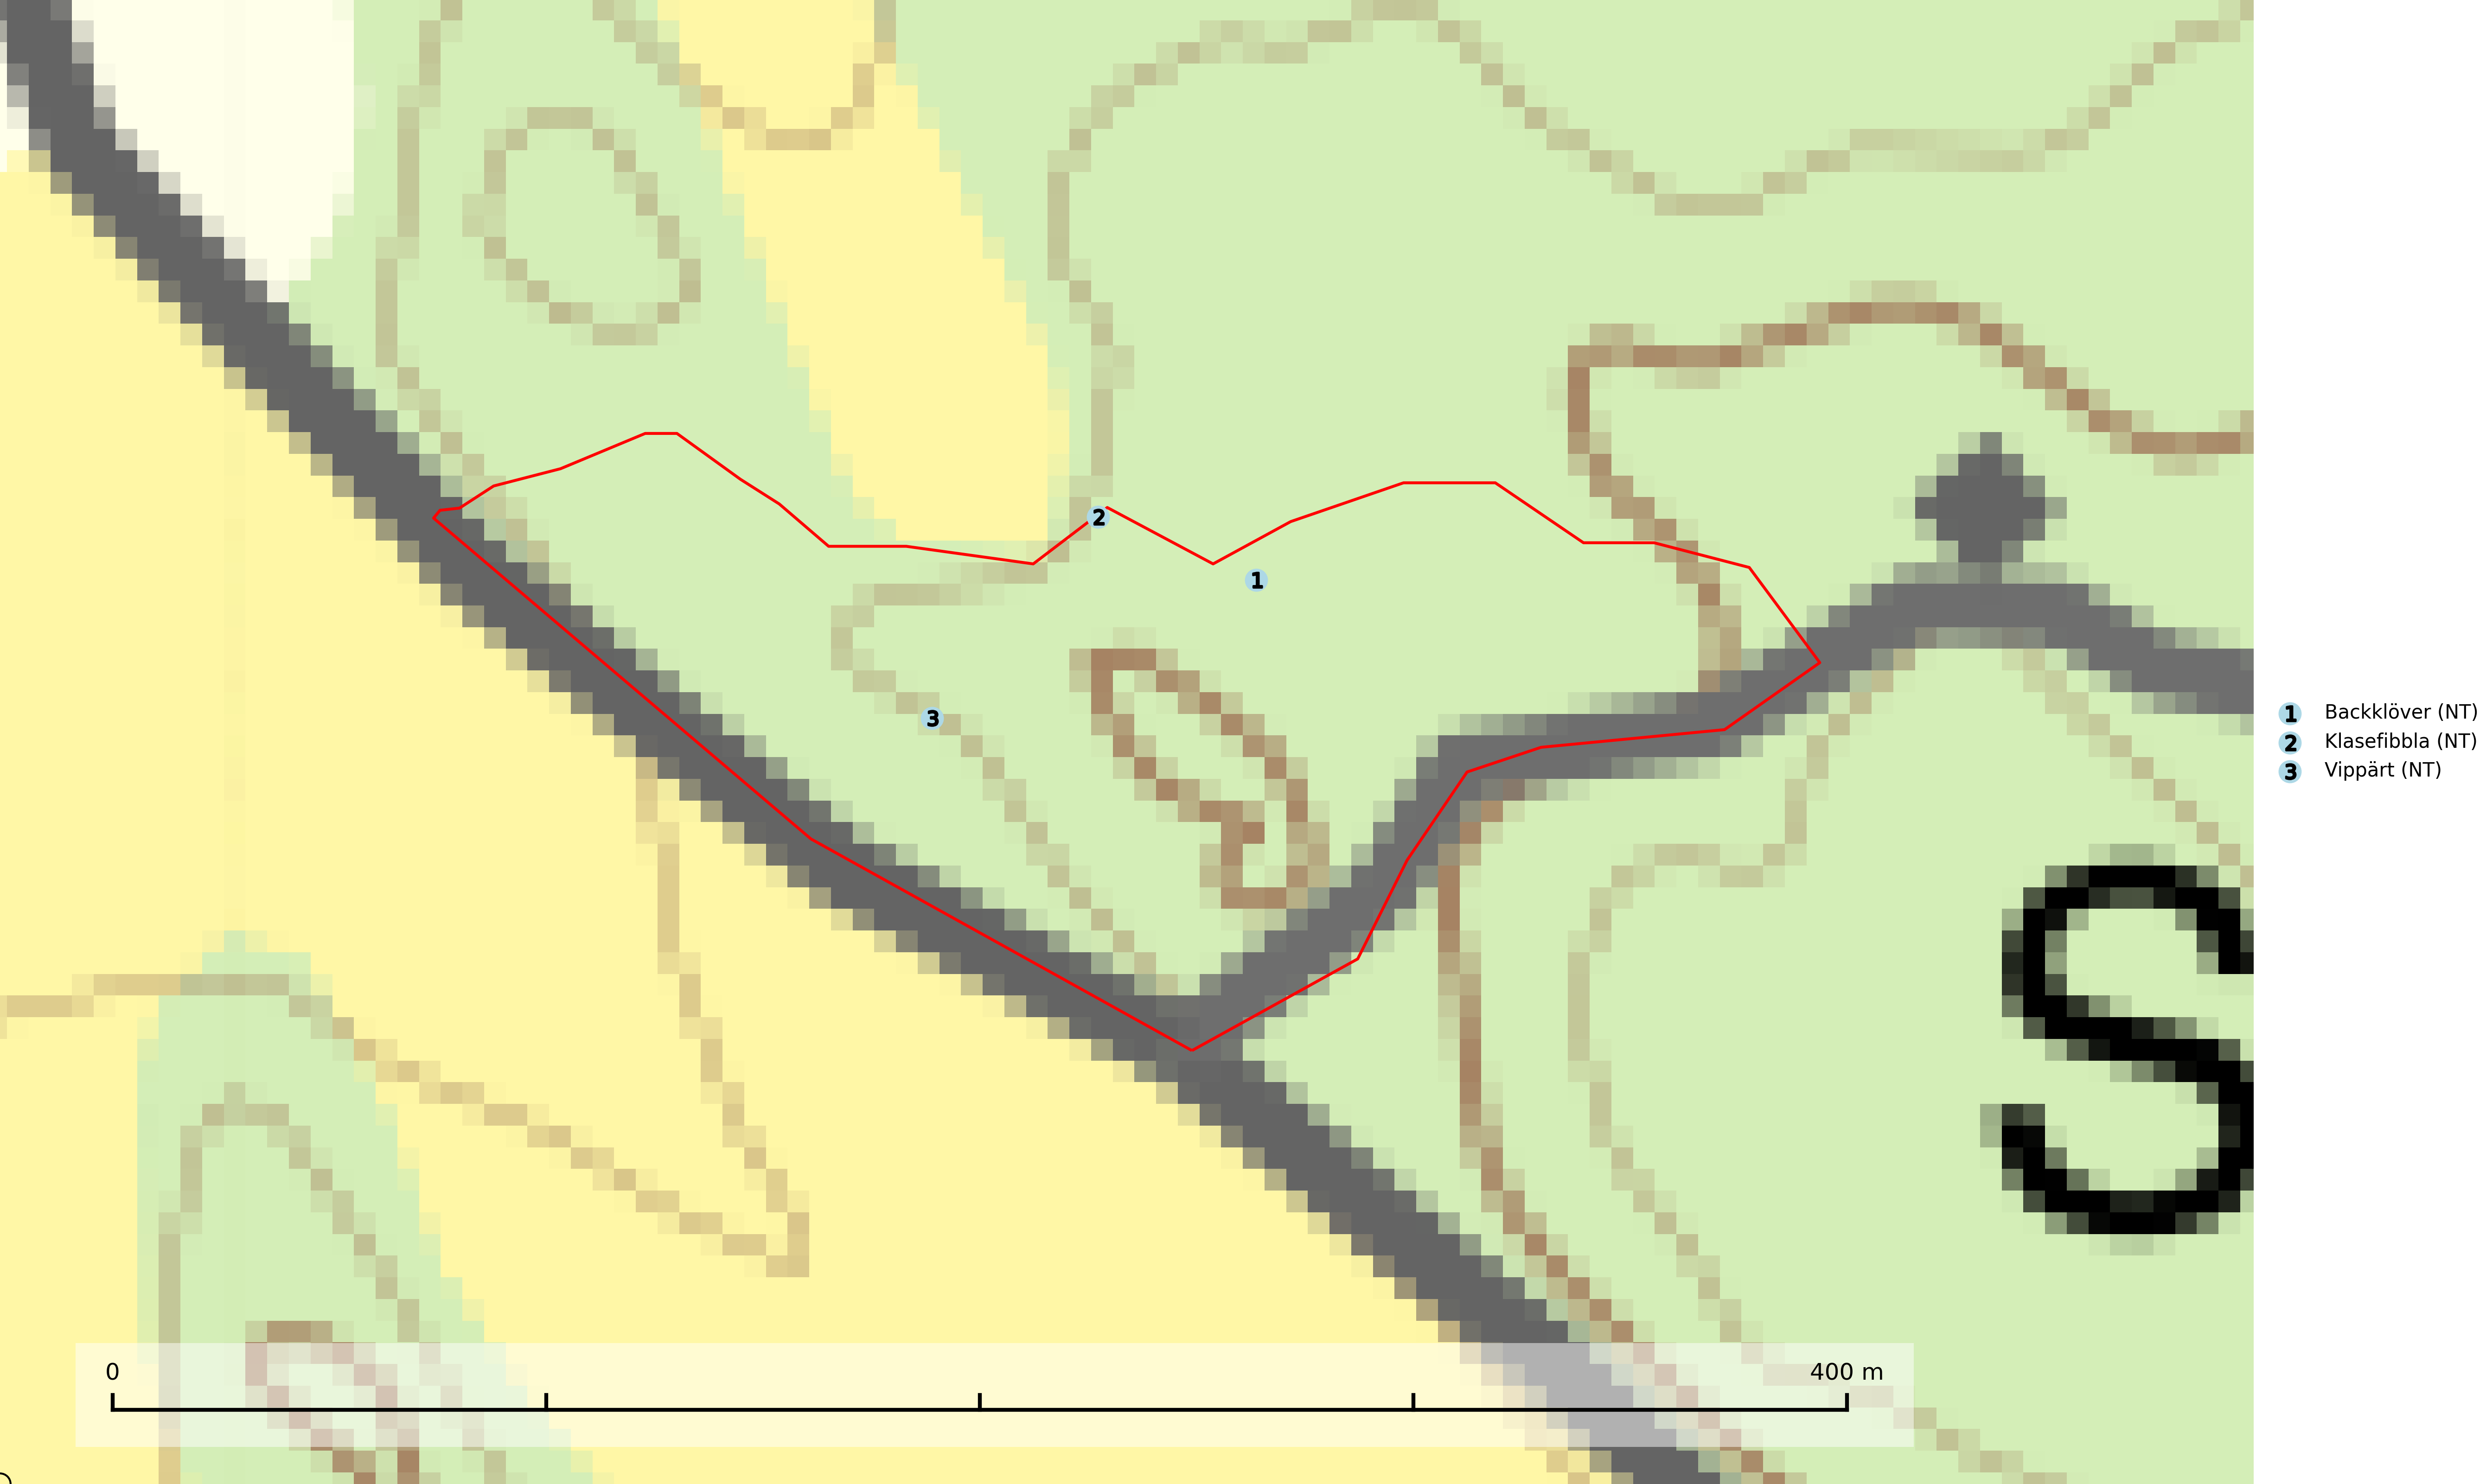 2
1
3
1 Backklöver (NT)
2 Klasefibbla (NT)
3 Vippärt (NT)
S
0 400 m